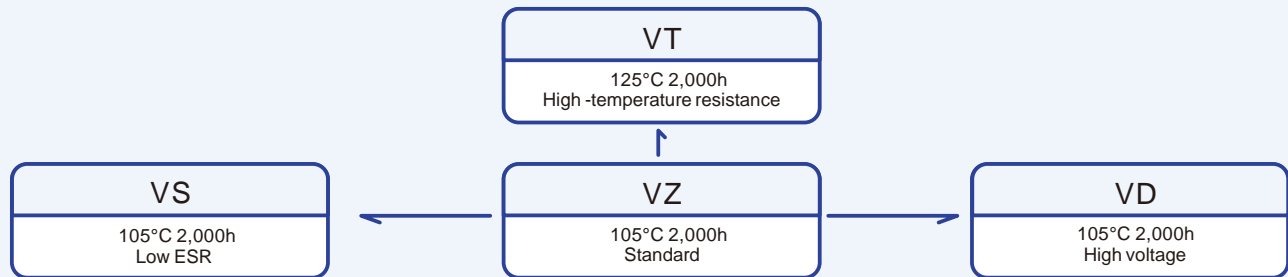 VT
125°C 2,000h
High -temperature resistance
VS
105°C 2,000h
Low ESR
VZ
105°C 2,000h
Standard
VD
105°C 2,000h
High voltage